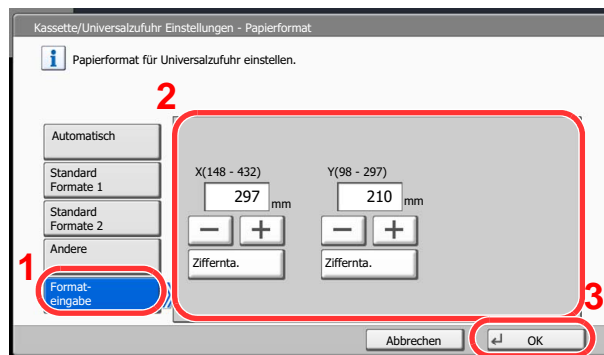 Kassette/Universalzufuhr Einstellungen - Papierformat
i Papierformat für Universalzufuhr einstellen.
2
Automatisch
Standard
Formate 1
Standard
Formate 2
Andere
1
Format-
eingabe
X(148 - 432)
297 mm
− +
Ziffernta.
Y(98 - 297)
210 mm
− +
Ziffernta.
3
Abbrechen
OK